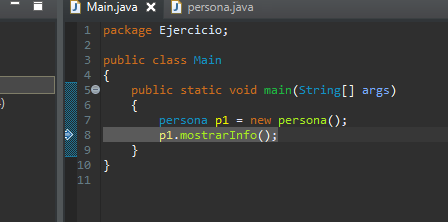 Main.java persona.java
1 package Ejercicio;
2
3 public class Main
4 {
5 public static void main(String[] args)
6 {
7 persona p1 = new persona();
8 p1.mostrarInfo();
9 }
10 }
11
)